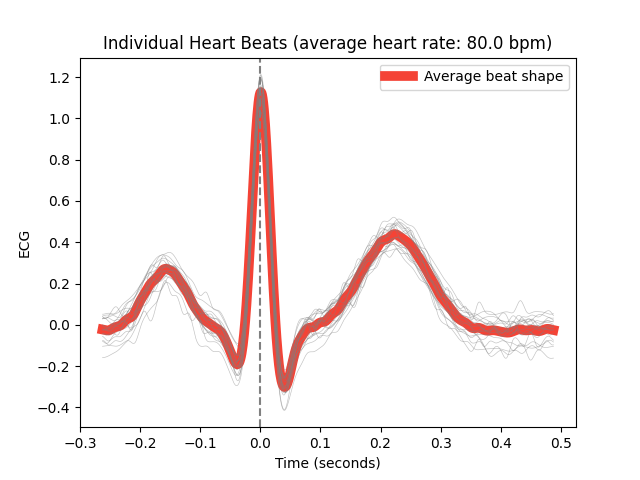 Individual Heart Beats (average heart rate: 80.0 bpm)
Average beat shape
ECG
1.2
1.0
0.8
0.6
0.4
0.2
0.0
−0.2
−0.4
−0.3 −0.2 −0.1 0.0 0.1 0.2 0.3 0.4 0.5
Time (seconds)